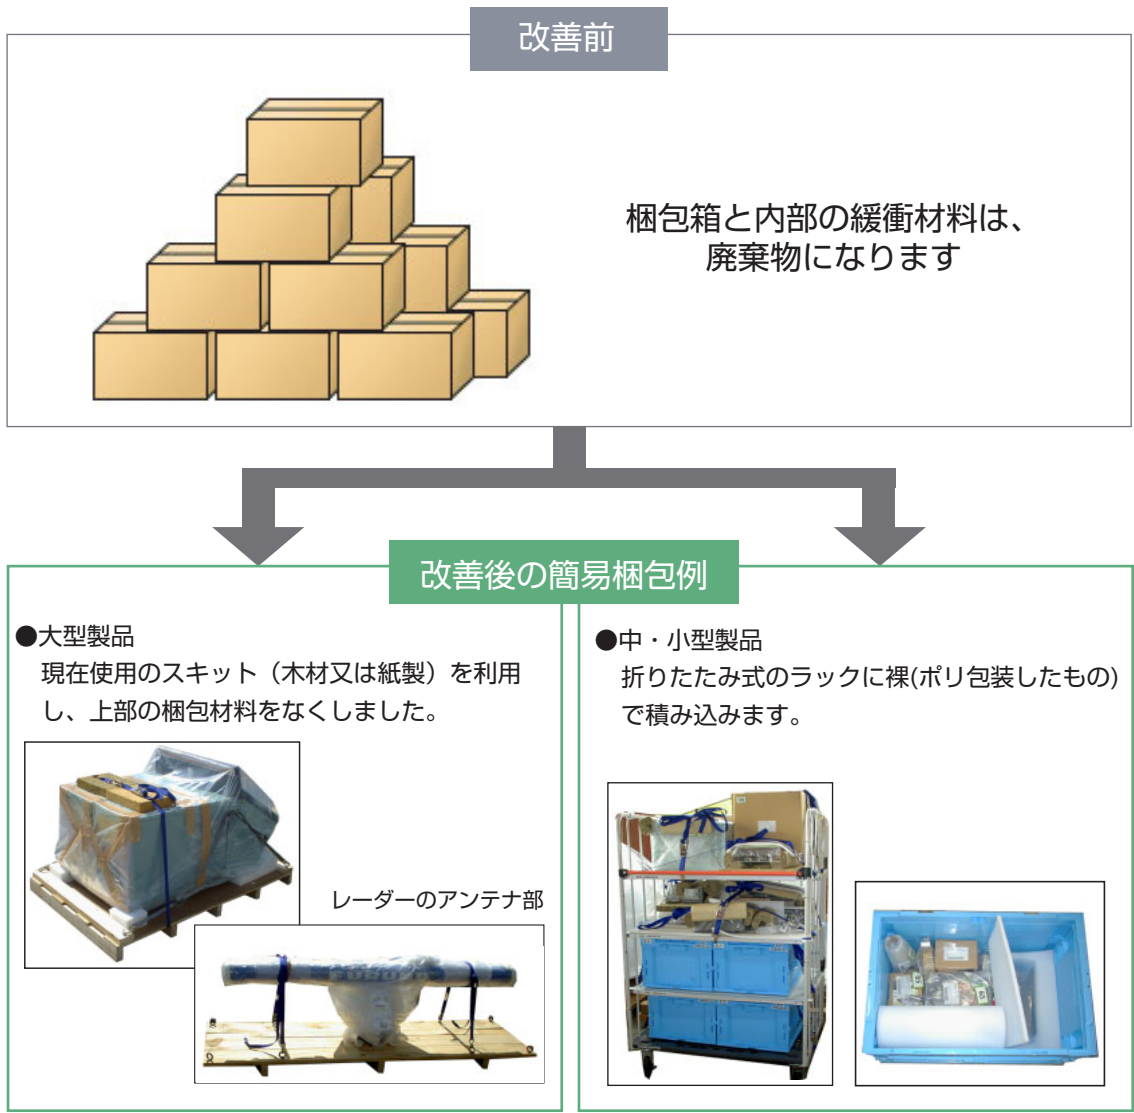 改善前
梱包箱と内部の緩衝材料は、
廃棄物になります
改善後の簡易梱包例
●大型製品
現在使用のスキット（木材又は紙製）を利用
し、上部の梱包材料をなくしました。
レーダーのアンテナ部
●中・小型製品
折りたたみ式のラックに裸(ポリ包装したもの)
で積み込みます。